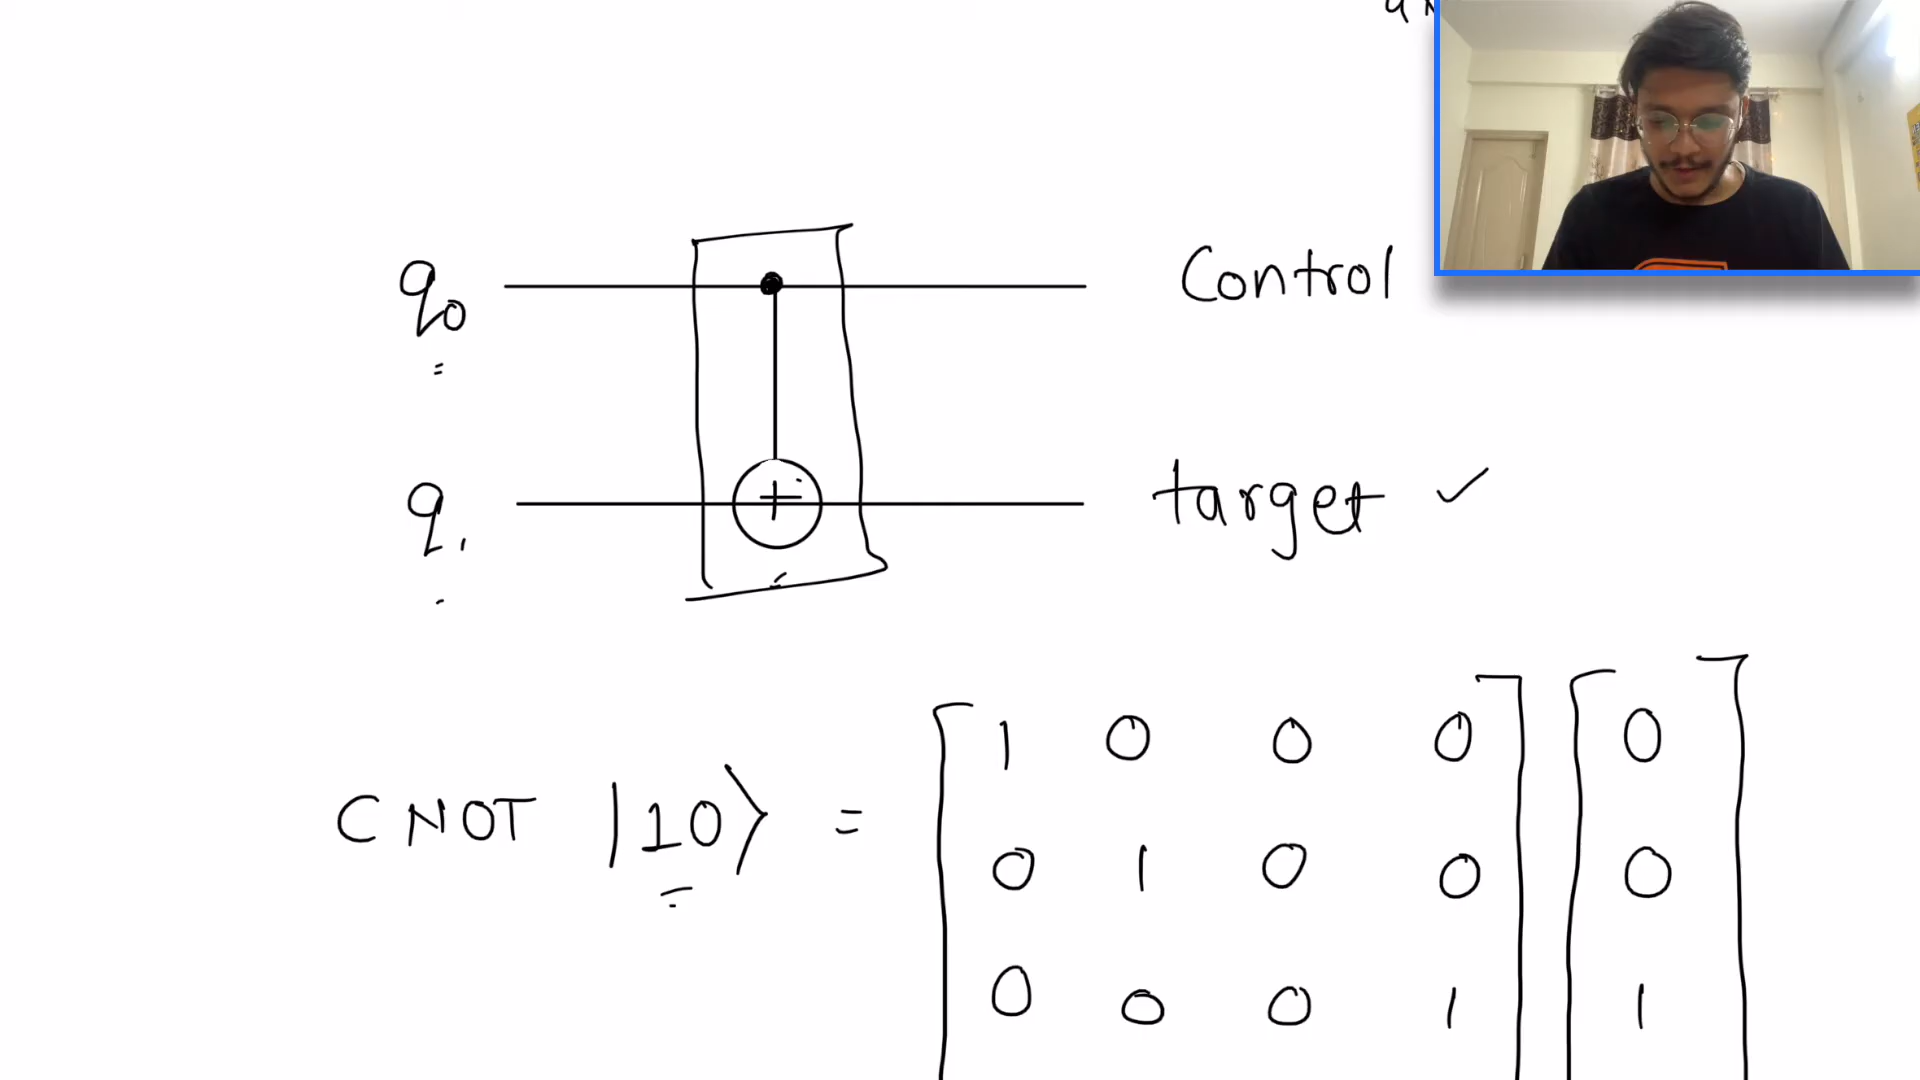 q0 Control
q1 target ✓
CNOT |10⟩ =
1 0 0 0 0
0 1 0 0 0
0 0 0 1 1